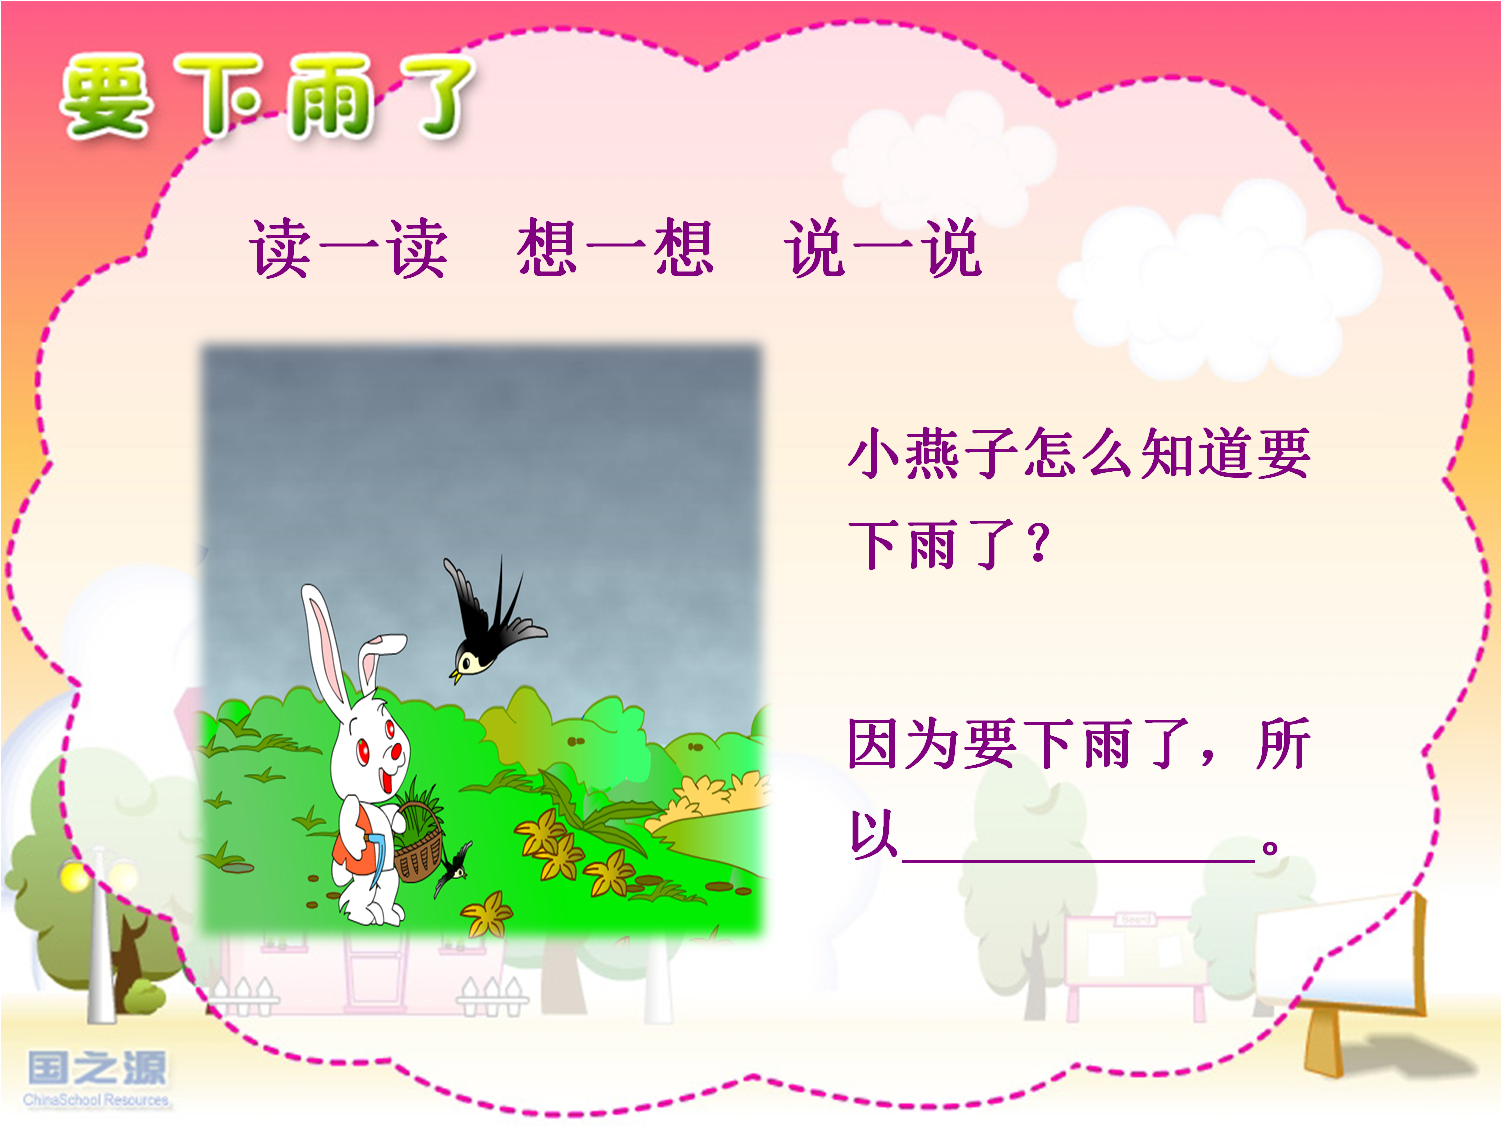 要下雨了
读一读 想一想 说一说
小燕子怎么知道要
下雨了？
因为要下雨了，所
以____________。
Board
国之源
ChinaSchool Resources